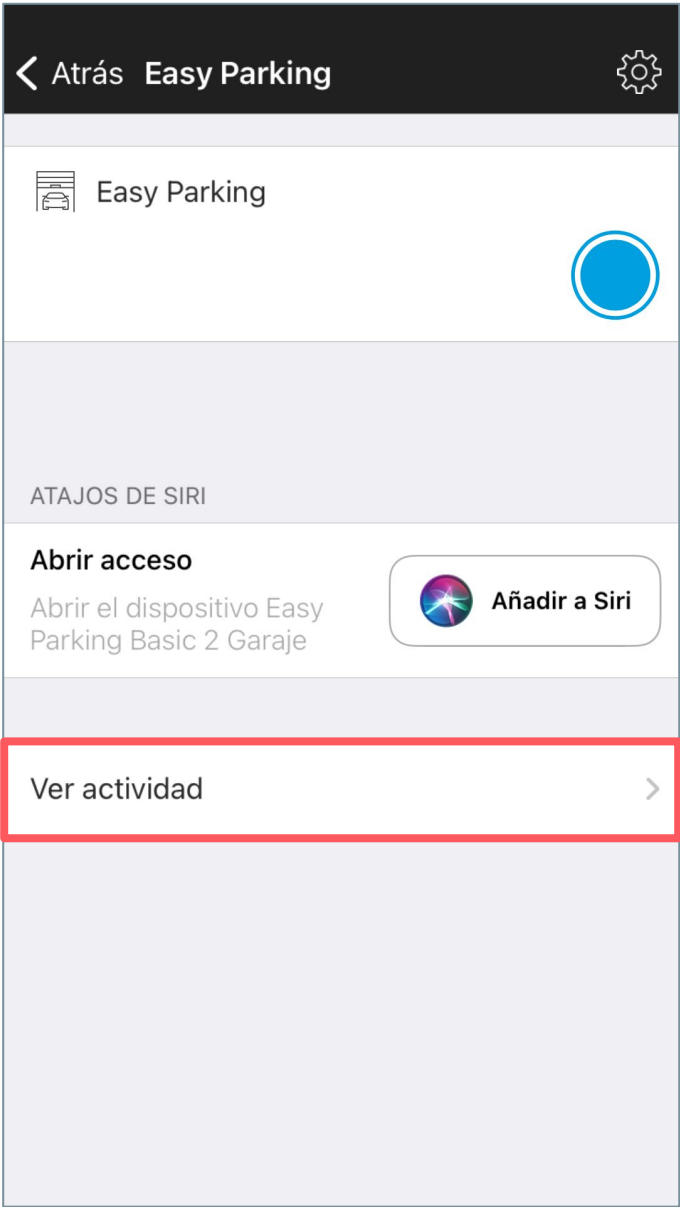 Atrás Easy Parking
Easy Parking
ATAJOS DE SIRI
Abrir acceso
Abrir el dispositivo Easy
Parking Basic 2 Garaje
Añadir a Siri
Ver actividad